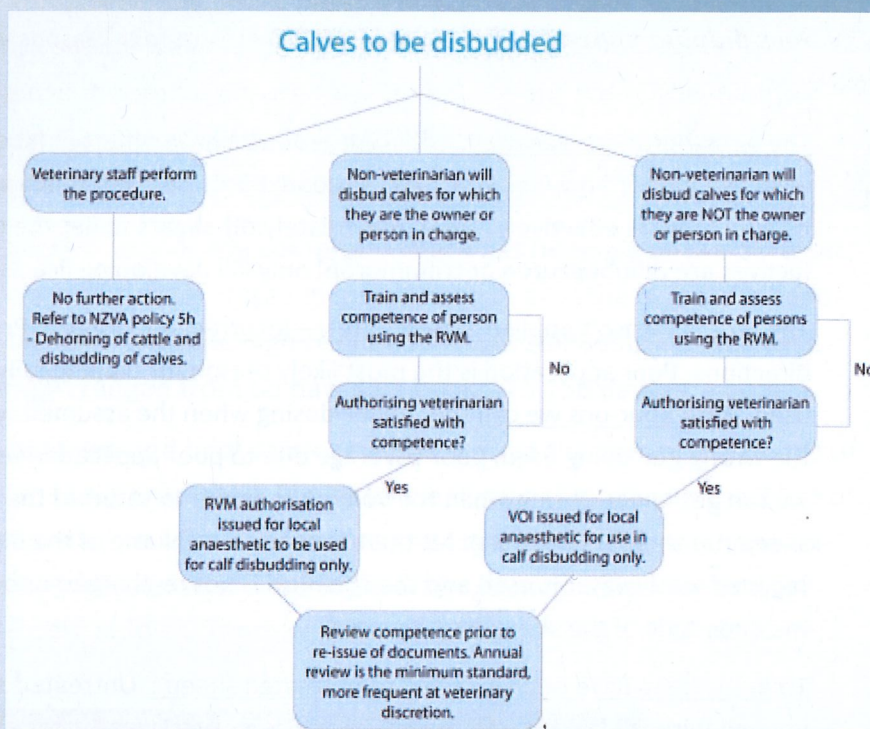 Calves to be disbudded
Veterinary staff perform
the procedure.
Non-veterinarian will
disbud calves for which
they are the owner or
person in charge.
Non-veterinarian will
disbud calves for which
they are NOT the owner
or person in charge.
No further action.
Refer to NZVA policy 5h
- Dehorning of cattle and
disbudding of calves.
Train and assess
competence of person
using the RVM.
Train and assess
competence of persons
using the RVM.
No
No
Authorising veterinarian
satisfied with
competence?
Authorising veterinarian
satisfied with
competence?
Yes
Yes
RVM authorisation
issued for local
anaesthetic to be used
for calf disbudding only.
VOI issued for local
anaesthetic for use in
calf disbudding only.
Review competence prior to
re-issue of documents. Annual
review is the minimum standard,
more frequent at veterinary
discretion.